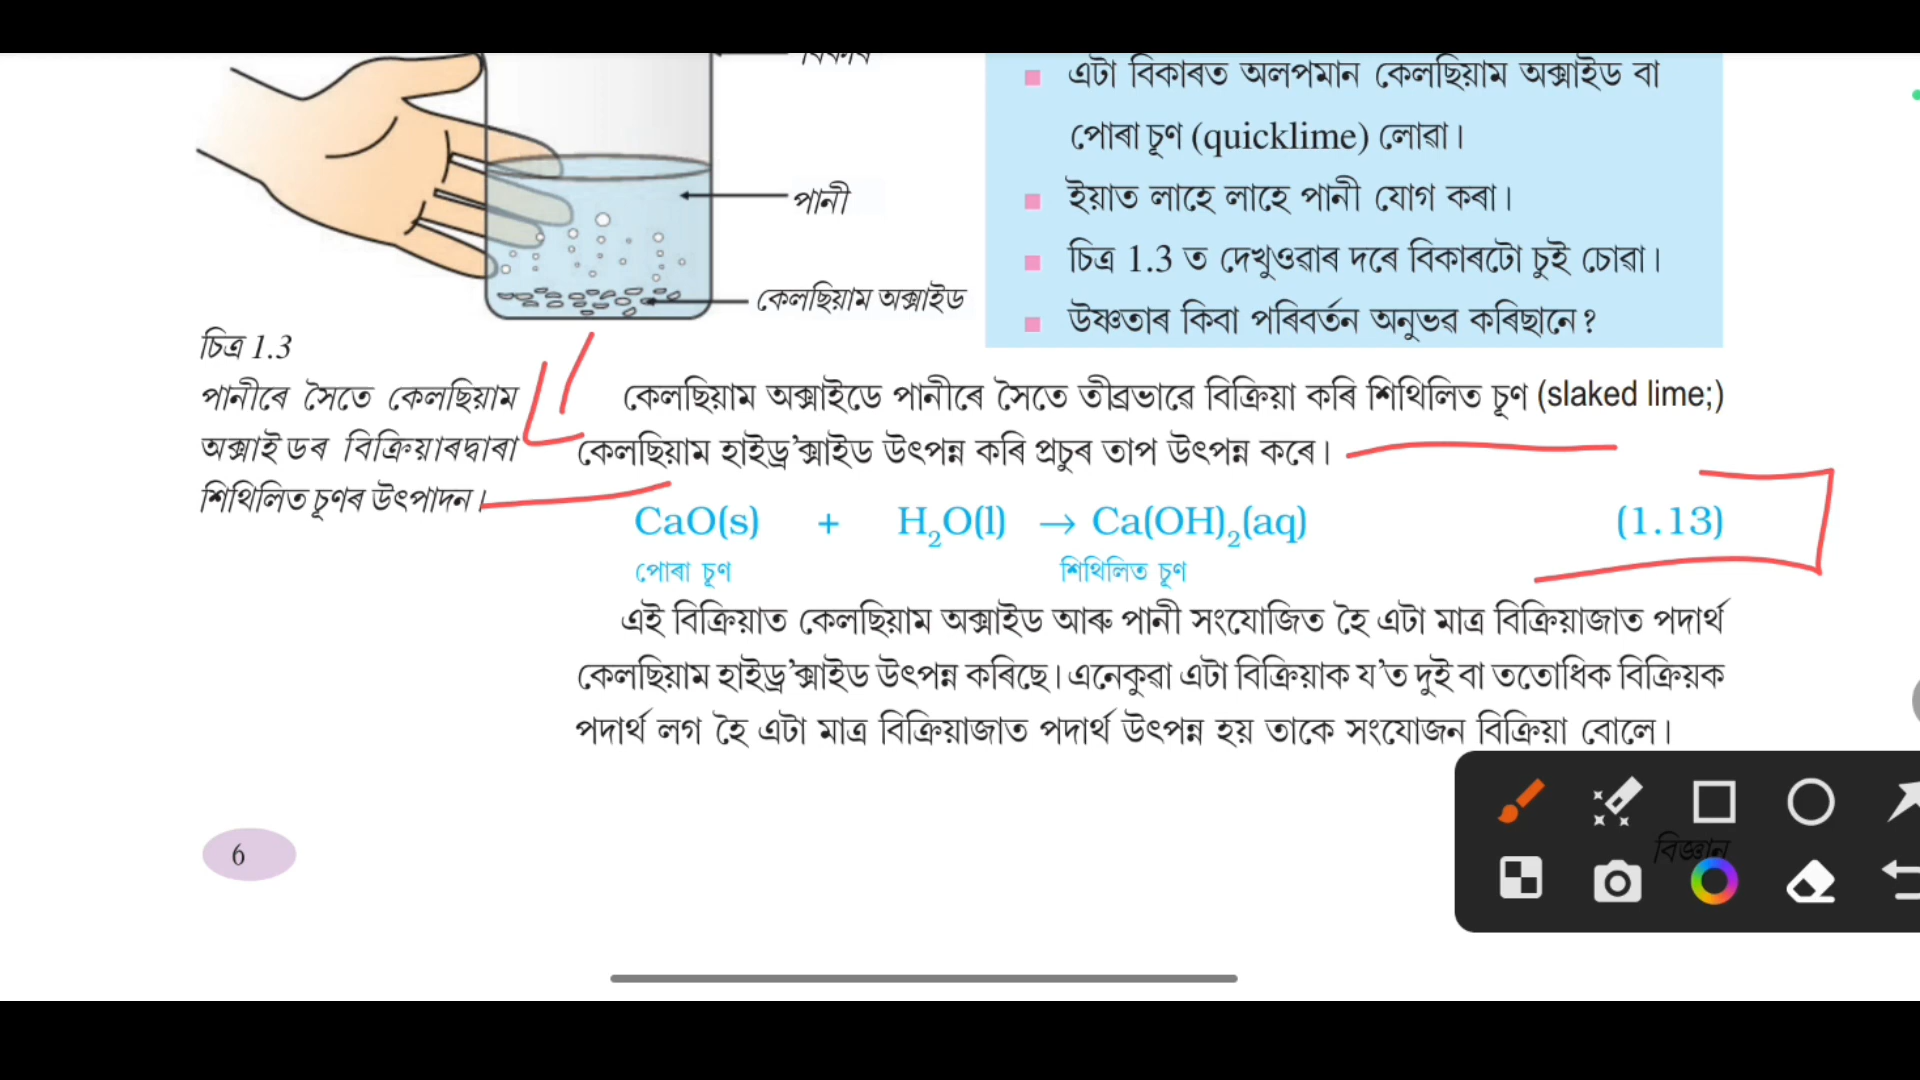 পানী
কেলছিয়াম অক্সাইড
চিত্ৰ 1.3
পানীৰে সৈতে কেলছিয়াম
অক্সাইডৰ বিক্ৰিয়াৰদ্বাৰা
শিথিলিত চূণৰ উৎপাদন।
এটা বিকাৰত অলপমান কেলছিয়াম অক্সাইড বা
পোৰা চূণ (quicklime) লোৱা।
ইয়াত লাহে লাহে পানী যোগ কৰা।
চিত্ৰ 1.3 ত দেখুওৱাৰ দৰে বিকাৰটো চুই চোৱা।
উষ্ণতাৰ কিবা পৰিবৰ্তন অনুভৱ কৰিছানে?
কেলছিয়াম অক্সাইডে পানীৰে সৈতে তীব্ৰভাৱে বিক্ৰিয়া কৰি শিথিলিত চূণ (slaked lime;)
কেলছিয়াম হাইড্ৰ’ক্সাইড উৎপন্ন কৰি প্ৰচুৰ তাপ উৎপন্ন কৰে।
CaO(s) + H₂O(l) → Ca(OH)₂(aq) (1.13)
পোৰা চূণ শিথিলিত চূণ
এই বিক্ৰিয়াত কেলছিয়াম অক্সাইড আৰু পানী সংযোজিত হৈ এটা মাত্ৰ বিক্ৰিয়াজাত পদাৰ্থ
কেলছিয়াম হাইড্ৰ’ক্সাইড উৎপন্ন কৰিছে। এনেকুৱা এটা বিক্ৰিয়াক য’ত দুই বা ততোধিক বিক্ৰিয়ক
পদাৰ্থ লগ হৈ এটা মাত্ৰ বিক্ৰিয়াজাত পদাৰ্থ উৎপন্ন হয় তাকে সংযোজন বিক্ৰিয়া বোলে।
6
বিজ্ঞান